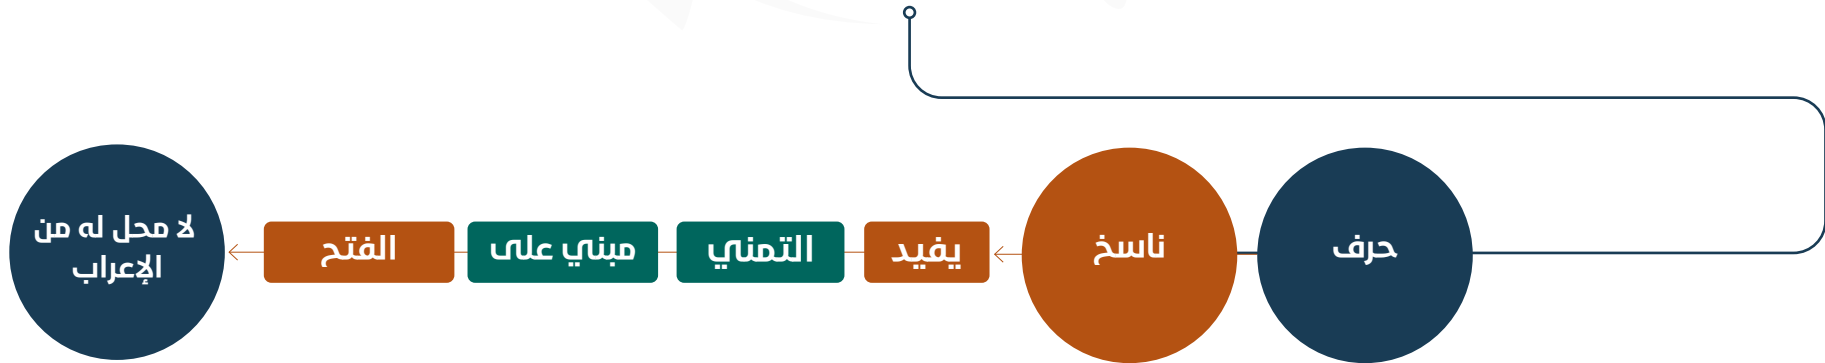 حرف
ناسخ
يفيد
التمني
مبني على
الفتح
لا محل له من
الإعراب